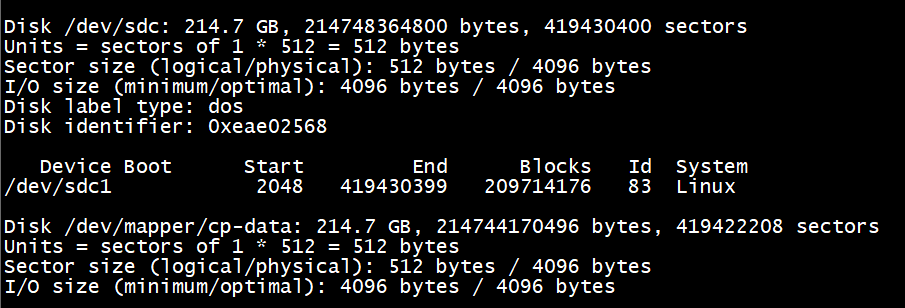 Disk /dev/sdc: 214.7 GB, 214748364800 bytes, 419430400 sectors
Units = sectors of 1 * 512 = 512 bytes
Sector size (logical/physical): 512 bytes / 4096 bytes
I/O size (minimum/optimal): 4096 bytes / 4096 bytes
Disk label type: dos
Disk identifier: 0xeae02568
Device Boot Start End Blocks Id System
/dev/sdc1 2048 419430399 209714176 83 Linux
Disk /dev/mapper/cp-data: 214.7 GB, 214744170496 bytes, 419422208 sectors
Units = sectors of 1 * 512 = 512 bytes
Sector size (logical/physical): 512 bytes / 4096 bytes
I/O size (minimum/optimal): 4096 bytes / 4096 bytes